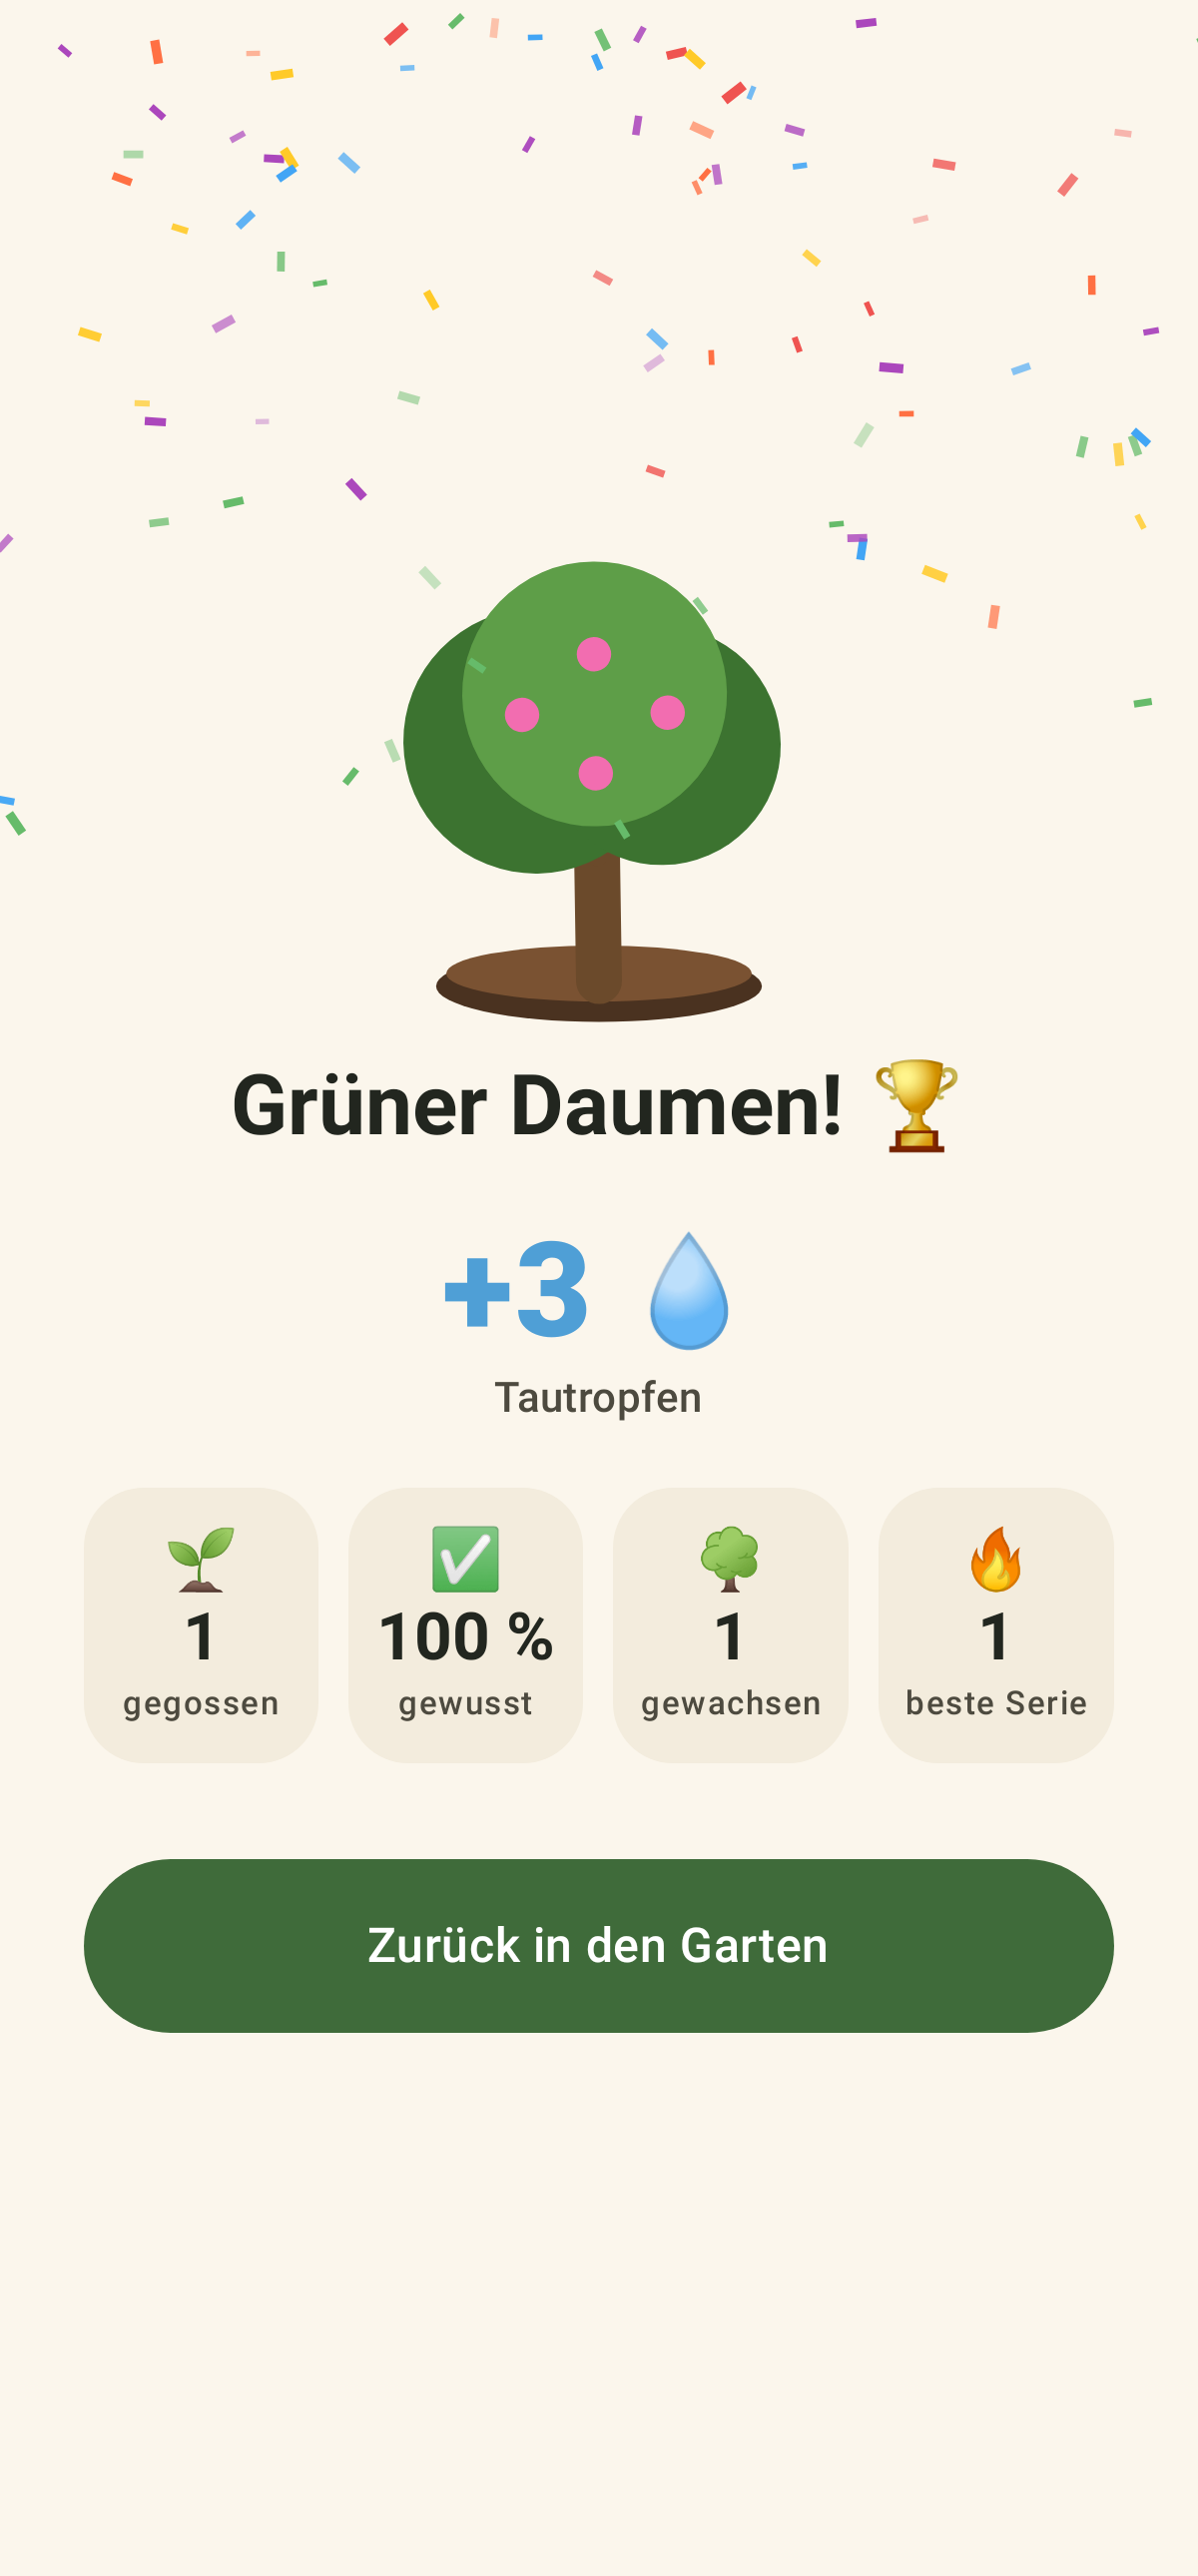 Grüner Daumen! 🏆
+3 💧
Tautropfen
1
gegossen
100 %
gewusst
1
gewachsen
1
beste Serie
Zurück in den Garten